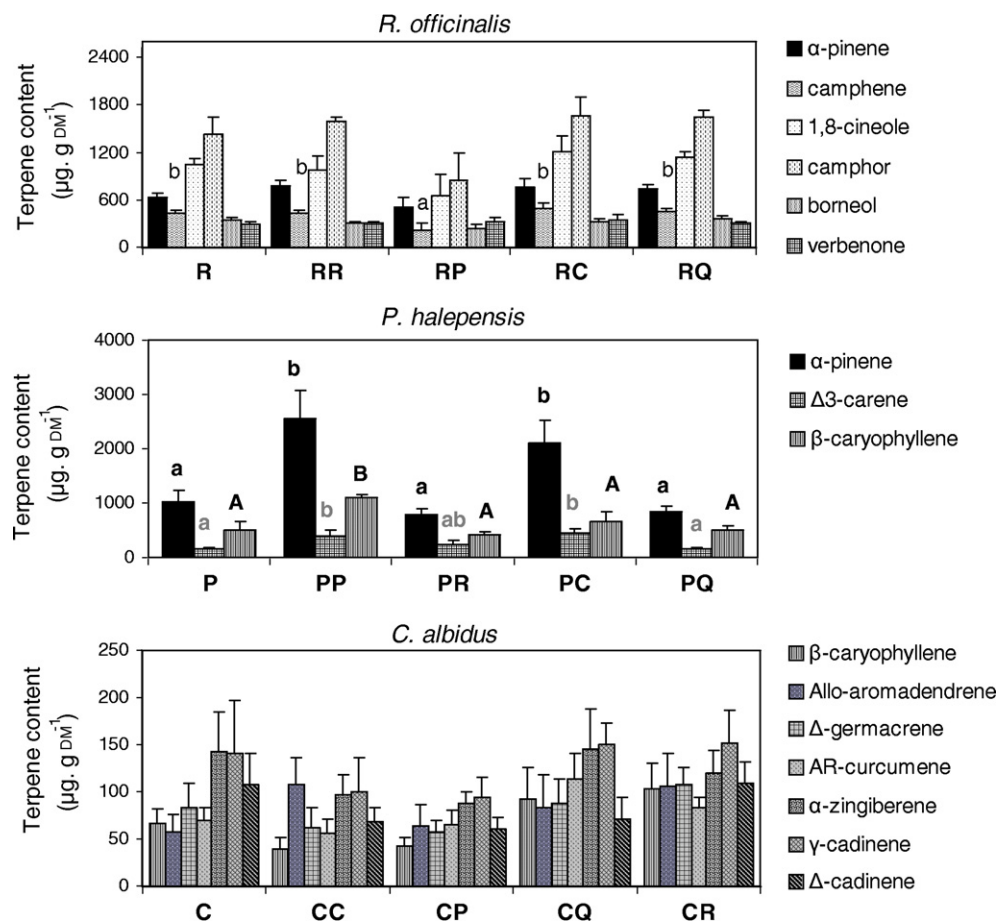 R. officinalis
Terpene content
(µg. g DM-1)
2400
1800
1200
600
0
b
b
a
b
b
R RR RP RC RQ
α-pinene
camphene
1,8-cineole
camphor
borneol
verbenone
P. halepensis
Terpene content
(µg. g DM-1)
4000
3000
2000
1000
0
a a A
b b B
a ab A
b b A
a a A
P PP PR PC PQ
α-pinene
Δ3-carene
β-caryophyllene
C. albidus
Terpene content
(µg. g DM-1)
250
200
150
100
50
0
C CC CP CQ CR
β-caryophyllene
Allo-aromadendrene
Δ-germacrene
AR-curcumene
α-zingiberene
γ-cadinene
Δ-cadinene